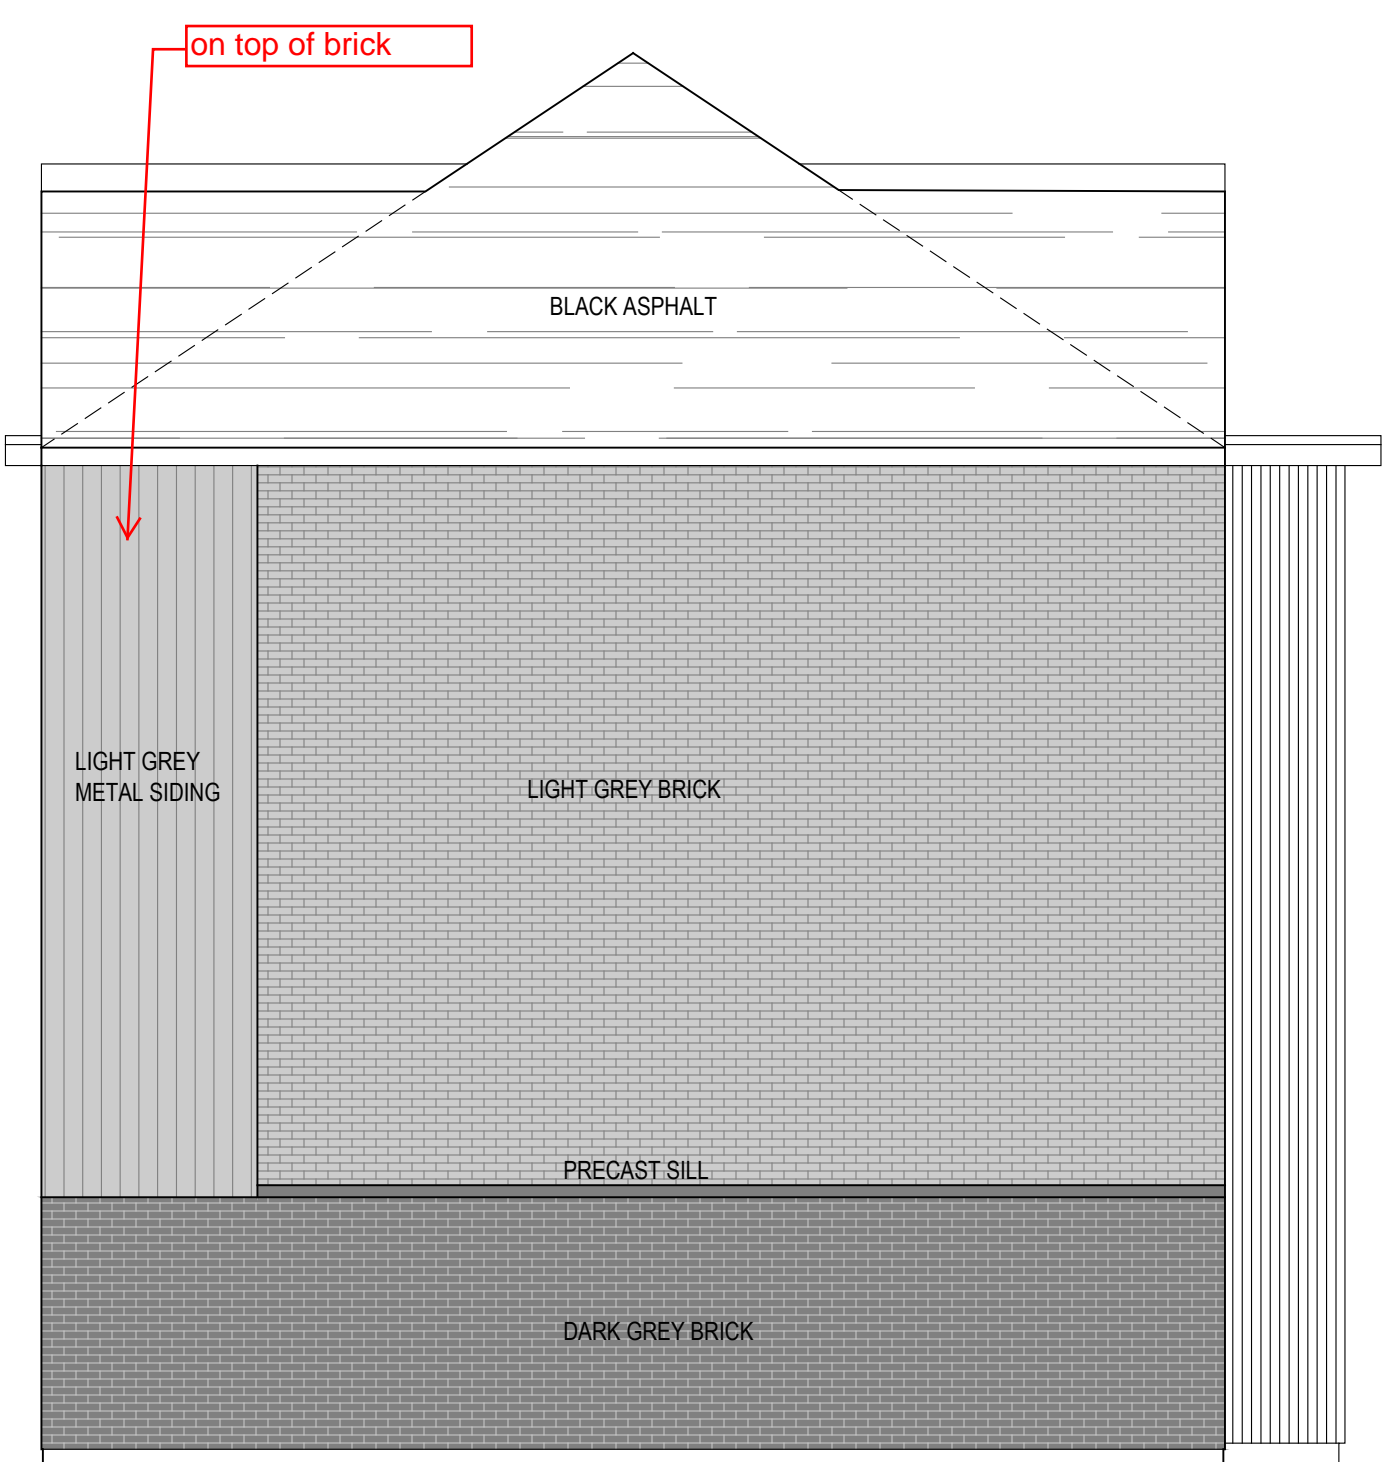 on top of brick
BLACK ASPHALT
LIGHT GREY
METAL SIDING
LIGHT GREY BRICK
PRECAST SILL
DARK GREY BRICK